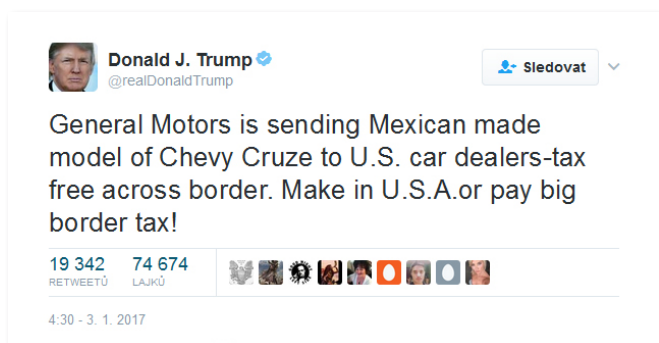 Donald J. Trump
@realDonaldTrump
Sledovat
General Motors is sending Mexican made
model of Chevy Cruze to U.S. car dealers-tax
free across border. Make in U.S.A.or pay big
border tax!
19 342 74 674
RETWEETŮ LAJKŮ
4:30 - 3. 1. 2017